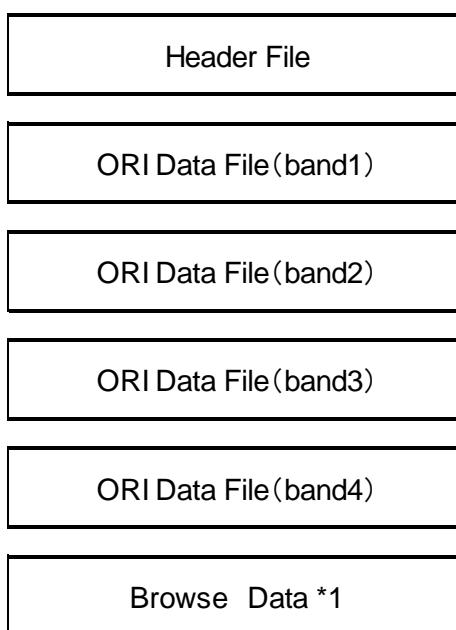 Header File
ORI Data File（band1）
ORI Data File（band2）
ORI Data File（band3）
ORI Data File（band4）
Browse Data *1